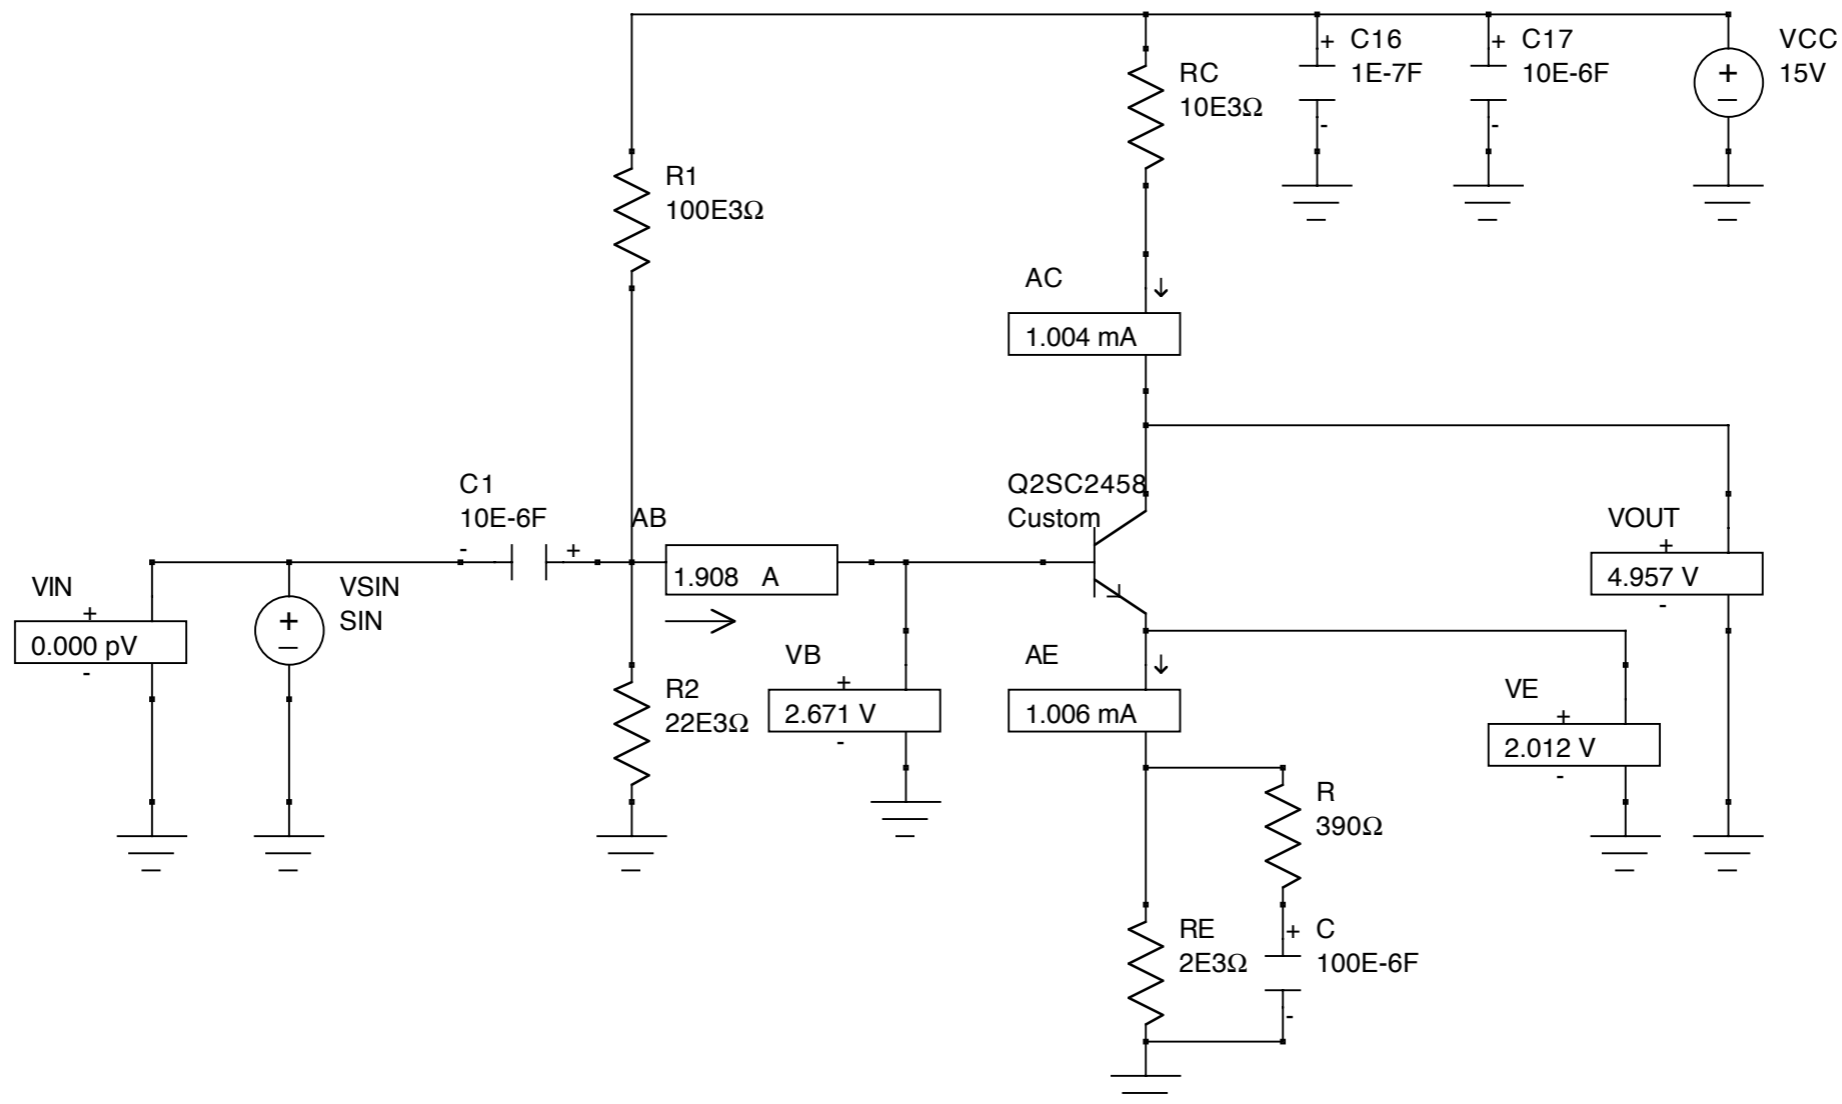 + C16
1E-7F
-
+ C17
10E-6F
-
VCC
15V
+
−
RC
10E3Ω
R1
100E3Ω
AC
↓
1.004 mA
C1
10E-6F
- +
AB
1.908 A
→
Q2SC2458
Custom
VOUT
+
4.957 V
-
VIN
+
0.000 pV
-
VSIN
SIN
+
−
R2
22E3Ω
VB
+
2.671 V
-
AE
↓
1.006 mA
VE
+
2.012 V
-
R
390Ω
RE
2E3Ω
+ C
100E-6F
-